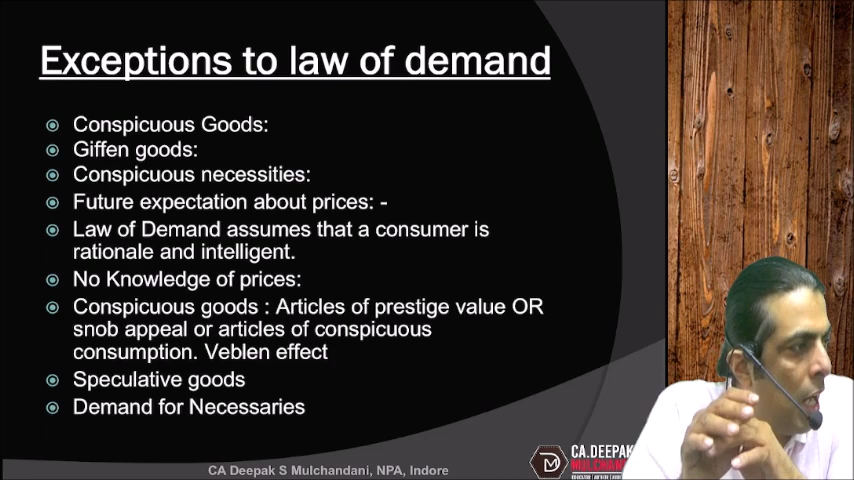 Exceptions to law of demand
Conspicuous Goods:
Giffen goods:
Conspicuous necessities:
Future expectation about prices: -
Law of Demand assumes that a consumer is
rationale and intelligent.
No Knowledge of prices:
Conspicuous goods : Articles of prestige value OR
snob appeal or articles of conspicuous
consumption. Veblen effect
Speculative goods
Demand for Necessaries
CA Deepak S Mulchandani, NPA, Indore
CA.DEEPAK